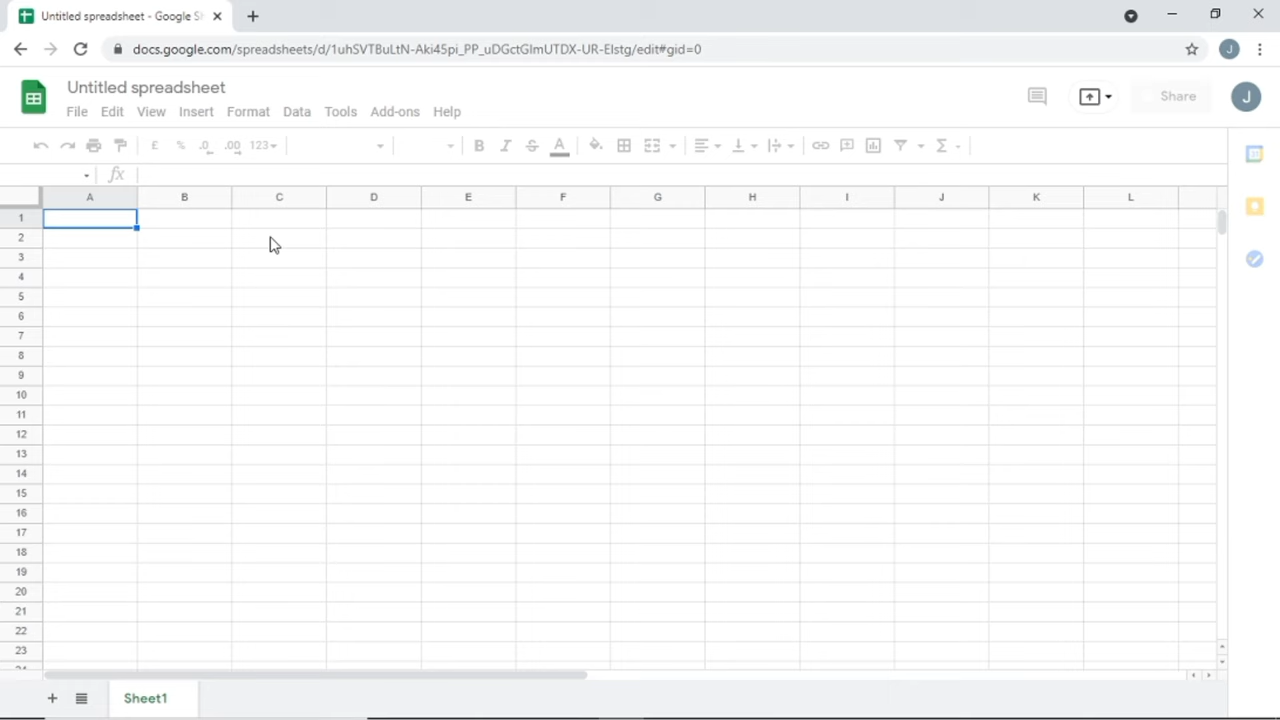 Untitled spreadsheet - Google Sh
docs.google.com/spreadsheets/d/1uhSVTBuLtN-Aki45pi_PP_uDGctGlmUTDX-UR-Elstg/edit#gid=0
J
Untitled spreadsheet
File Edit View Insert Format Data Tools Add-ons Help
Share
J
£ % .0 .00 123 B I S A Σ
fx
A B C D E F G H I J K L
1
2
3
4
5
6
7
8
9
10
11
12
13
14
15
16
17
18
19
20
21
22
23
24
Sheet1